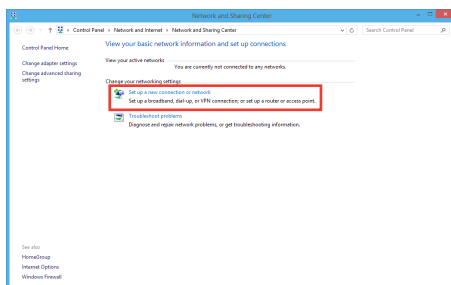 Network and Sharing Center
Control Panel › Network and Internet › Network and Sharing Center
Search Control Panel
Control Panel Home
Change adapter settings
Change advanced sharing
settings
View your basic network information and set up connections
View your active networks
You are currently not connected to any networks.
Change your networking settings
Set up a new connection or network
Set up a broadband, dial-up, or VPN connection; or set up a router or access point.
Troubleshoot problems
Diagnose and repair network problems, or get troubleshooting information.
See also
HomeGroup
Internet Options
Windows Firewall